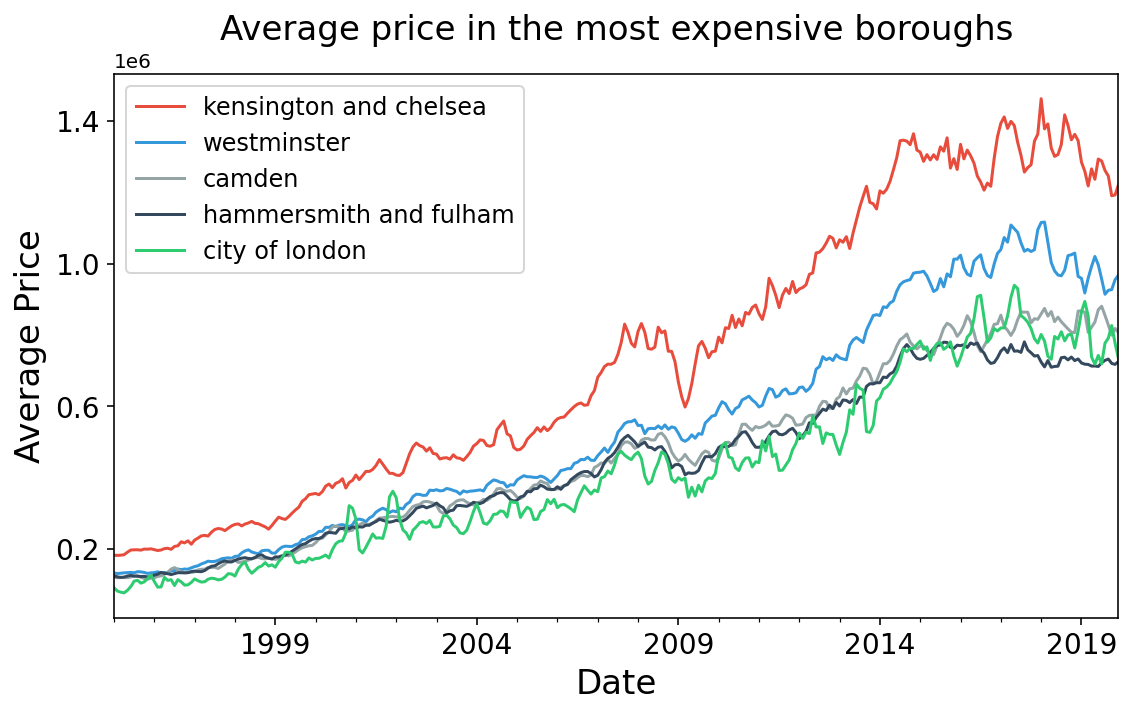 Average price in the most expensive boroughs
1e6
kensington and chelsea
westminster
camden
hammersmith and fulham
city of london
1.4
1.0
0.6
0.2
Average Price
1999 2004 2009 2014 2019
Date